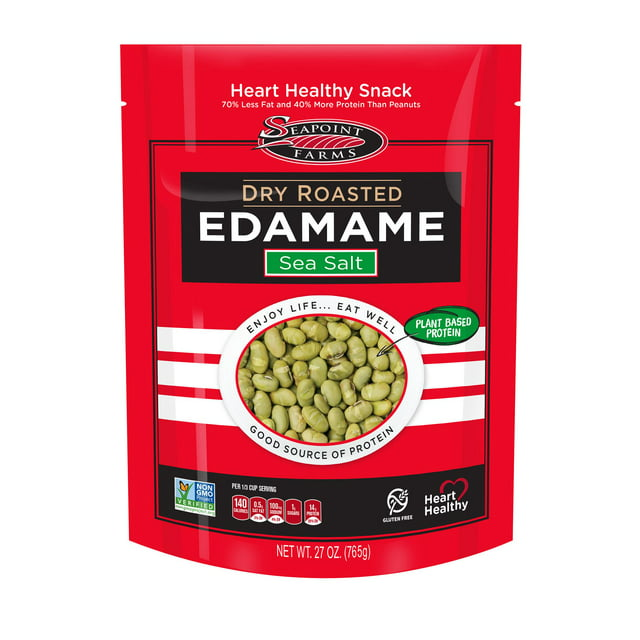 Heart Healthy Snack
70% Less Fat and 40% More Protein Than Peanuts
SEAPOINT
FARMS
DRY ROASTED
EDAMAME
Sea Salt
ENJOY LIFE... EAT WELL
PLANT BASED
PROTEIN
GOOD SOURCE OF PROTEIN
NON
GMO
Project
VERIFIED
nongmoproject.org
PER 1/3 CUP SERVING
140
CALORIES
0.5g
SAT FAT
100mg
SODIUM
1g
SUGARS
14g
PROTEIN
GLUTEN FREE
Heart
Healthy
NET WT. 27 OZ. (765g)